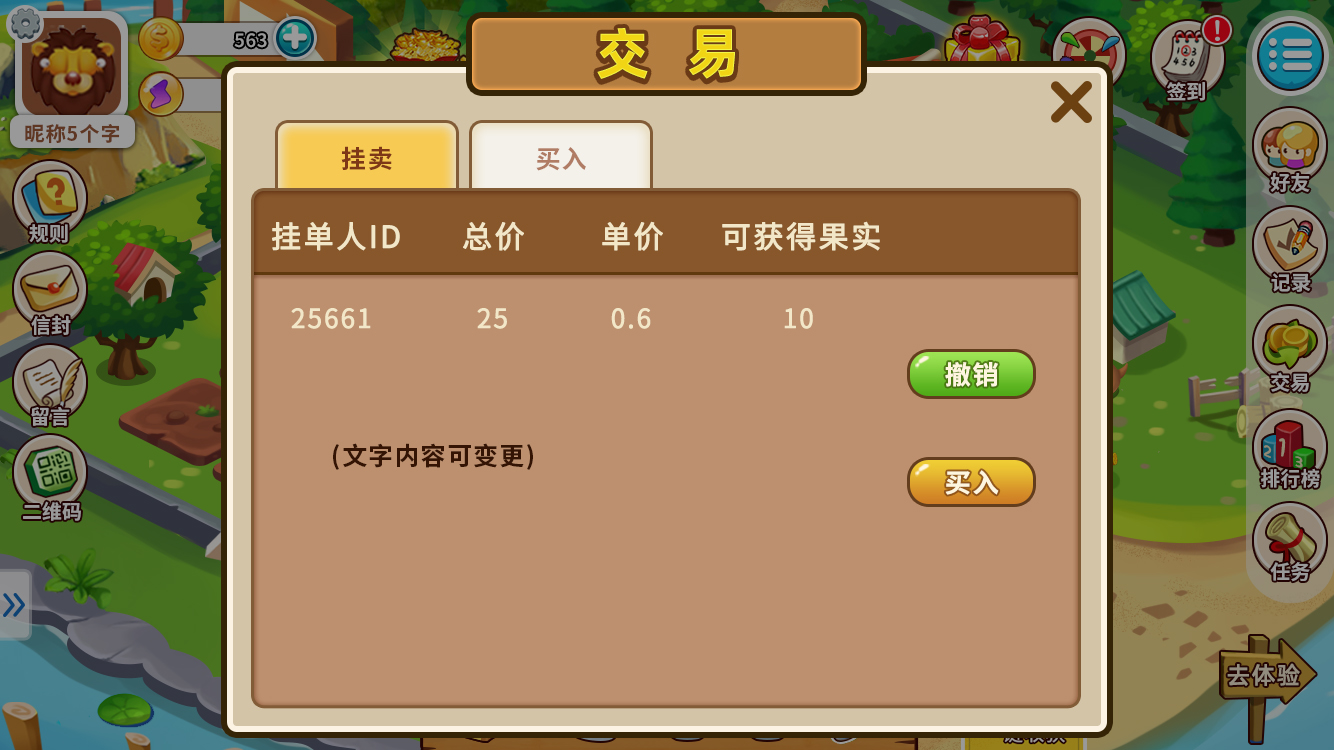 交 易
563
昵称5个字
签到
挂卖
买入
好友
规则
挂单人ID 总价 单价 可获得果实
记录
信封
25661 25 0.6 10
撤销
交易
留言
(文字内容可变更)
买入
排行榜
二维码
任务
去体验